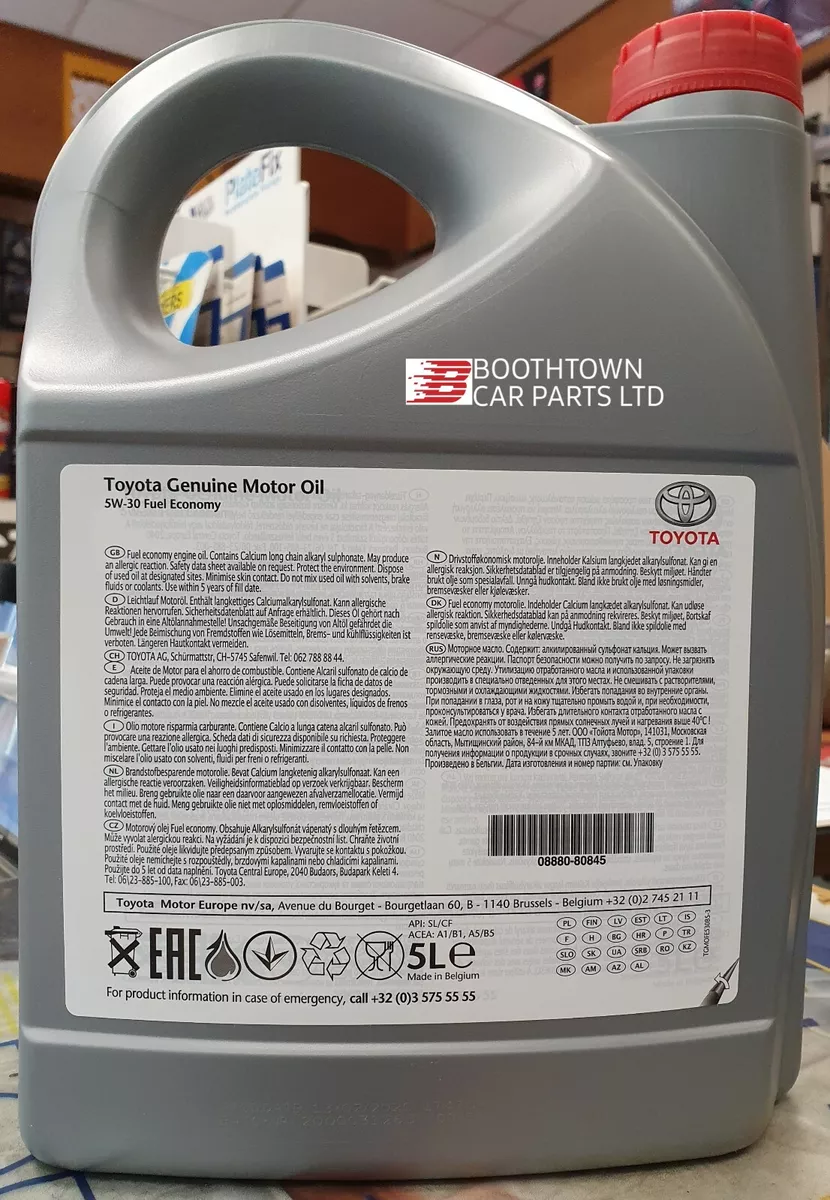 PlateFix
BOOTHTOWN
CAR PARTS LTD
Toyota Genuine Motor Oil
5W-30 Fuel Economy
TOYOTA
GB Fuel economy engine oil. Contains Calcium long chain alkaryl sulphonate. May produce
an allergic reaction. Safety data sheet available on request. Protect the environment. Dispose
of used oil at designated sites. Minimise skin contact. Do not mix used oil with solvents, brake
fluids or coolants. Use within 5 years of fill date.
D Leichtlauf Motoröl. Enthält langkettiges Calciumalkarylsulfonat. Kann allergische
Reaktionen hervorrufen. Sicherheitsdatenblatt auf Anfrage erhältlich. Dieses Öl gehört nach
Gebrauch in eine Altölannahmestelle! Unsachgemäße Beseitigung von Altöl gefährdet die
Umwelt! Jede Beimischung von Fremdstoffen wie Lösemitteln, Brems- und Kühlflüssigkeiten ist
verboten. Längeren Hautkontakt vermeiden.
CH TOYOTA AG, Schürmattstr, CH-5745 Safenwil. Tel: 062 788 88 44.
E Aceite de Motor para el ahorro de combustible. Contiene Alcaril sulfonato de calcio de
cadena larga. Puede provocar una reacción alérgica. Puede solicitarse la ficha de datos de
seguridad. Proteja el medio ambiente. Elimine el aceite usado en los lugares designados.
Minimice el contacto con la piel. No mezcle el aceite usado con disolventes, líquidos de frenos
o refrigerantes.
I Olio motore risparmia carburante. Contiene Calcio a lunga catena alcaril sulfonato. Può
provocare una reazione allergica. Scheda dati di sicurezza disponibile su richiesta. Proteggere
l'ambiente. Gettare l'olio usato nei luoghi predisposti. Minimizzare il contatto con la pelle. Non
miscelare l'olio usato con solventi, fluidi per freni o refrigeranti.
NL Brandstofbesparende motorolie. Bevat Calcium langketenig alkarylsulfonaat. Kan een
allergische reactie veroorzaken. Veiligheidsinformatieblad op verzoek verkrijgbaar. Bescherm
het milieu. Breng gebruikte olie naar een daarvoor aangewezen afvalverzamellocatie. Vermijd
contact met de huid. Meng gebruikte olie niet met oplosmiddelen, remvloeistoffen of
koelvloeistoffen.
CZ Motorový olej Fuel economy. Obsahuje Alkarylsulfonát vápenatý s dlouhým řetězcem.
Může vyvolat alergickou reakci. Na vyžádání je k dispozici bezpečnostní list. Chraňte životní
prostředí. Použité oleje likvidujte předepsaným způsobem. Vyvarujte se kontaktu s pokožkou.
Použité oleje nemíchejte s rozpouštědly, brzdovými kapalinami nebo chladicími kapalinami.
Použijte do 5 let od data naplnění. Toyota Central Europe, 2040 Budaors, Budapark Keleti 4.
Tel: 06\23-885-100, Fax: 06\23-885-003.
N Drivstofføkonomisk motorolje. Inneholder Kalsium langkjedet alkarylsulfonat. Kan gi en
allergisk reaksjon. Sikkerhetsdatablad er tilgjengelig på anmodning. Beskytt miljøet. Håndter
brukt olje som spesialavfall. Unngå hudkontakt. Bland ikke brukt olje med løsningsmidler,
bremsevæsker eller kjølevæsker.
DK Fuel economy motorolie. Indeholder Calcium langkædet alkarylsulfonat. Kan udløse
allergisk reaktion. Sikkerhedsdatablad kan på anmodning rekvireres. Beskyt miljøet. Bortskaf
spildolie som anvist af myndighederne. Undgå Hudkontakt. Bland ikke spildolie med
rensevæske, bremsevæske eller kølervæske.
RUS Моторное масло. Содержит: алкилированный сульфонат кальция. Может вызвать
аллергические реакции. Паспорт безопасности можно получить по запросу. Не загрязнять
окружающую среду. Утилизацию отработанного масла и использованной упаковки
производить в специально отведенных для этого местах. Не смешивать с растворителями,
тормозными и охлаждающими жидкостями. Избегать попадания во внутренние органы.
При попадании в глаза, рот и на кожу тщательно промыть водой и, при необходимости,
проконсультироваться у врача. Избегать длительного контакта отработанного масла с
кожей. Предохранять от воздействия прямых солнечных лучей и нагревания выше 40°C!
Залитое масло использовать в течение 5 лет. ООО «Тойота Мотор», 141031, Московская
область, Мытищинский район, 84-й км МКАД, ТПЗ Алтуфьево, влад. 5, строение 1. Для
получения информации о продукты в срочных случаях, звоните +32 (0) 3 575 55 55.
Произведено в Бельгии. Дата изготовления и номер партии: см. Упаковку
08880-80845
Toyota Motor Europe nv/sa, Avenue du Bourget - Bourgetlaan 60, B - 1140 Brussels - Belgium +32 (0)2 745 21 11
EAC
API: SL/CF
ACEA: A1/B1, A5/B5
5L e
Made in Belgium
PL FIN LV EST LT IS
F H BG HR P TR
SLO SK UA SRB RO KZ
MK AM AZ AL
TGMOFE530B5-3
For product information in case of emergency, call +32 (0)3 575 55 55